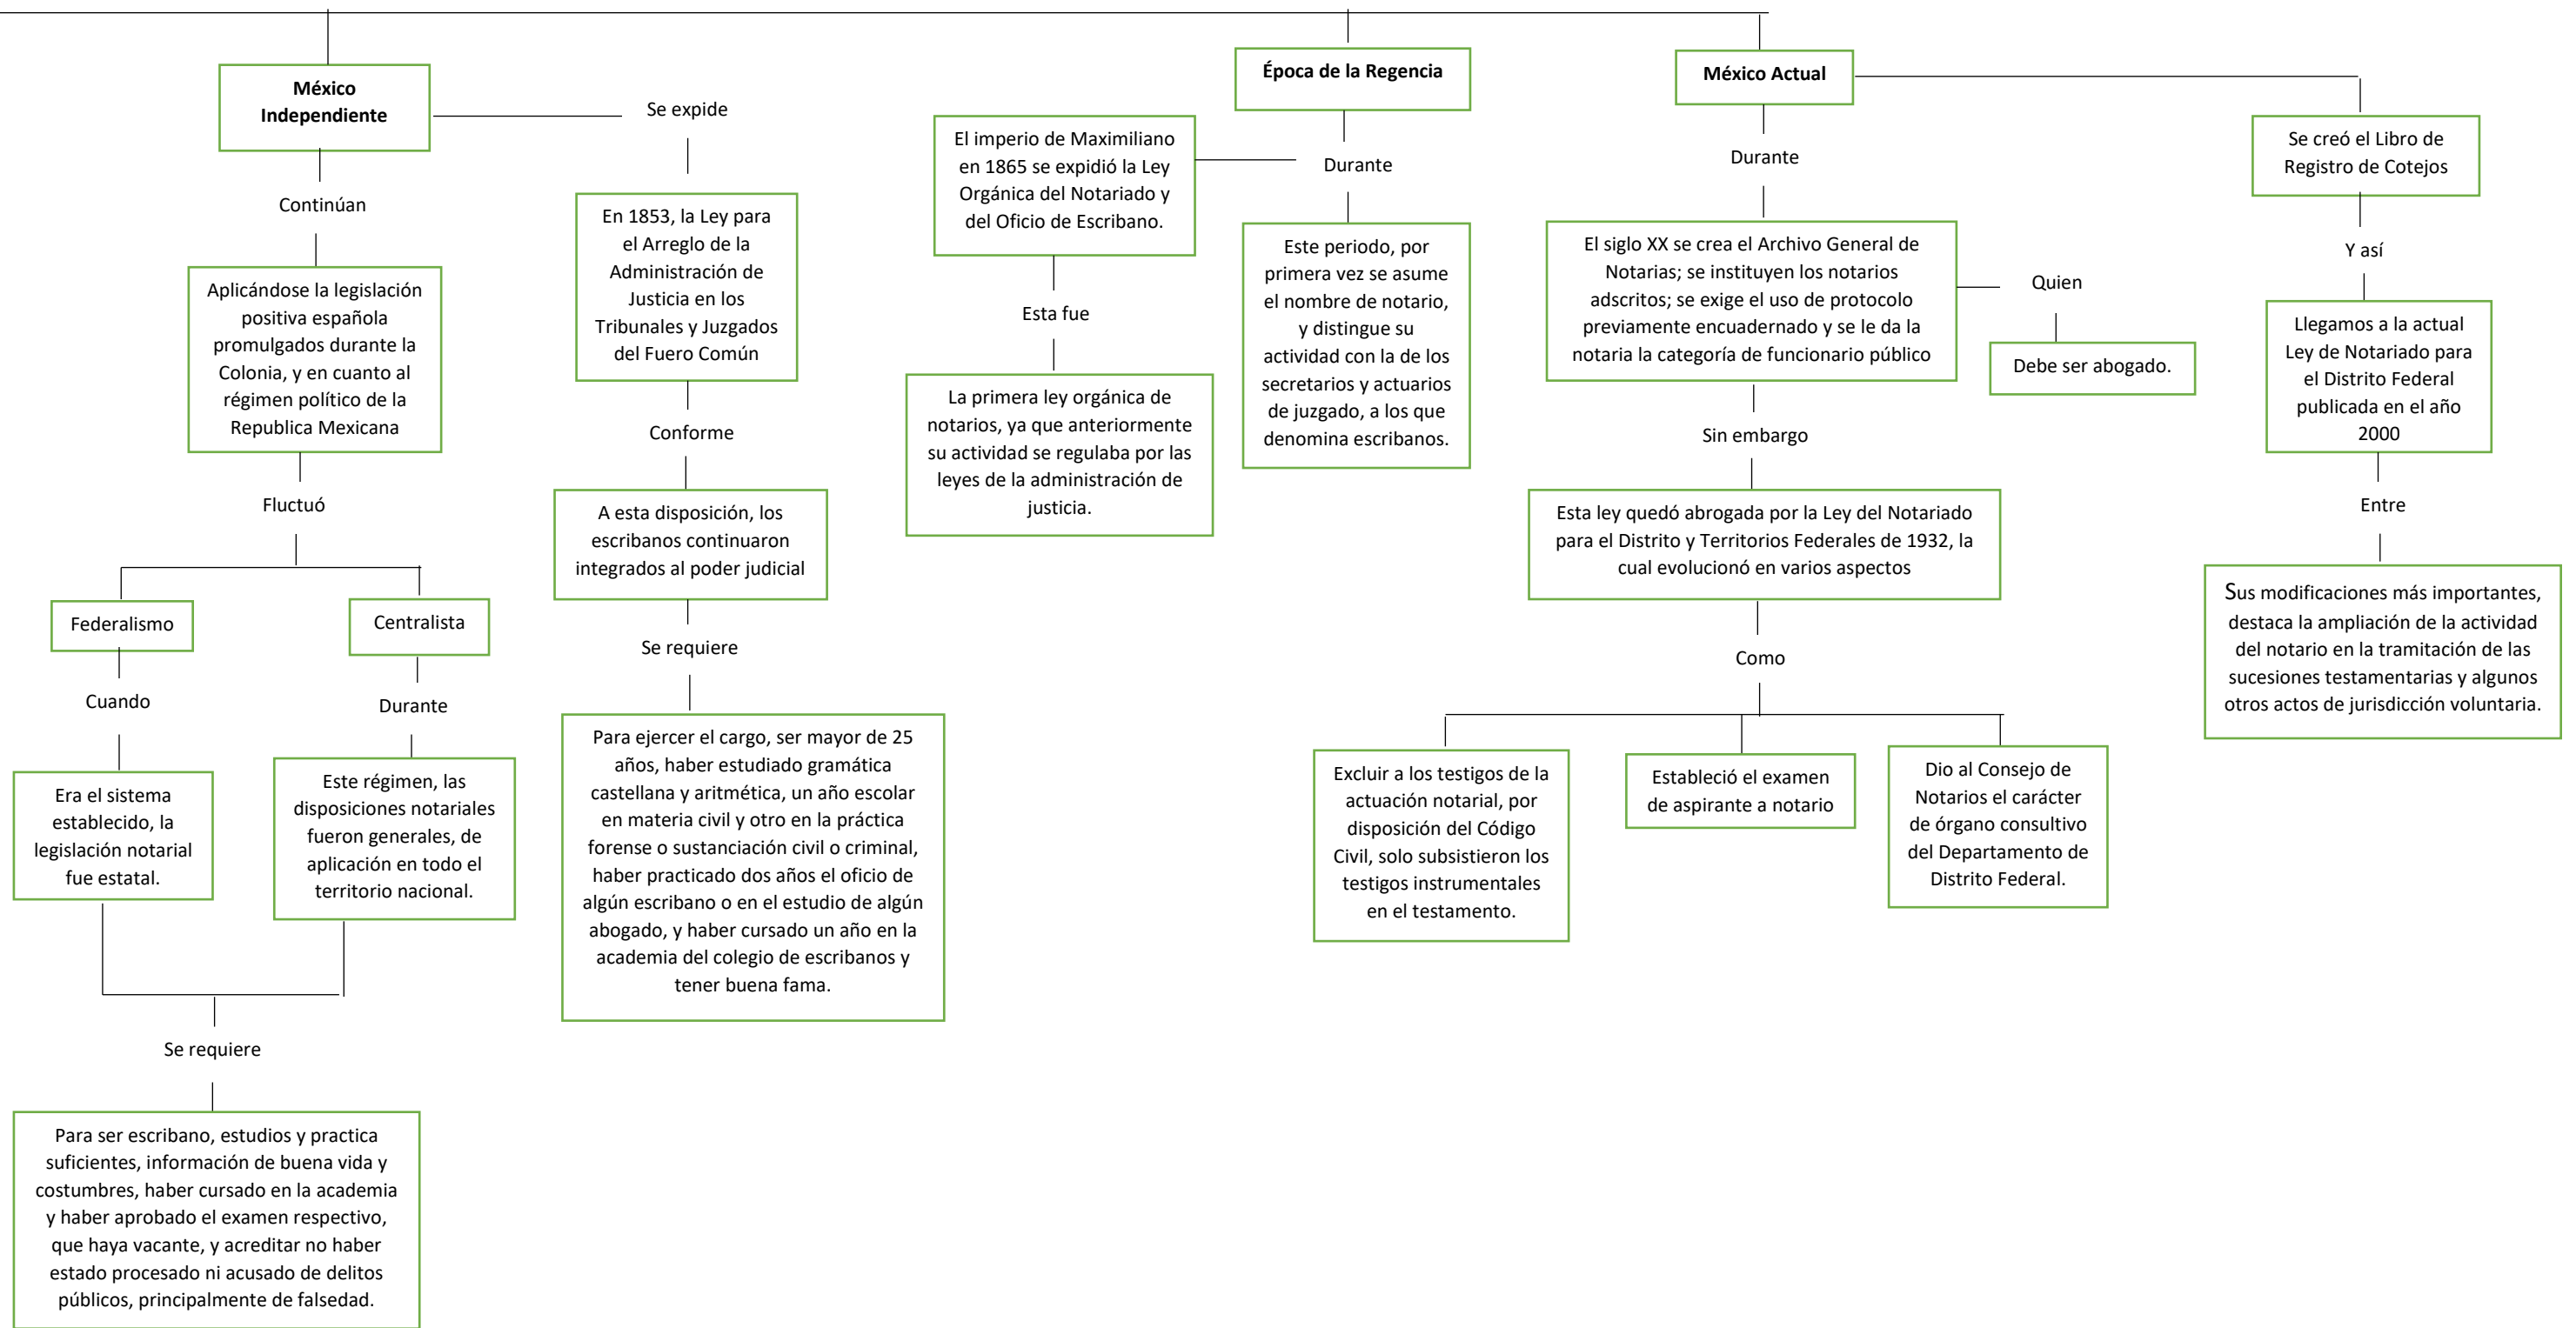 México
Independiente
Continúan
Aplicándose la legislación
positiva española
promulgados durante la
Colonia, y en cuanto al
régimen político de la
Republica Mexicana
Fluctuó
Federalismo
Cuando
Era el sistema
establecido, la
legislación notarial
fue estatal.
Centralista
Durante
Este régimen, las
disposiciones notariales
fueron generales, de
aplicación en todo el
territorio nacional.
Se requiere
Para ser escribano, estudios y practica
suficientes, información de buena vida y
costumbres, haber cursado en la academia
y haber aprobado el examen respectivo,
que haya vacante, y acreditar no haber
estado procesado ni acusado de delitos
públicos, principalmente de falsedad.
Se expide
En 1853, la Ley para
el Arreglo de la
Administración de
Justicia en los
Tribunales y Juzgados
del Fuero Común
Conforme
A esta disposición, los
escribanos continuaron
integrados al poder judicial
Se requiere
Para ejercer el cargo, ser mayor de 25
años, haber estudiado gramática
castellana y aritmética, un año escolar
en materia civil y otro en la práctica
forense o sustanciación civil o criminal,
haber practicado dos años el oficio de
algún escribano o en el estudio de algún
abogado, y haber cursado un año en la
academia del colegio de escribanos y
tener buena fama.
Época de la Regencia
Durante
El imperio de Maximiliano
en 1865 se expidió la Ley
Orgánica del Notariado y
del Oficio de Escribano.
Esta fue
La primera ley orgánica de
notarios, ya que anteriormente
su actividad se regulaba por las
leyes de la administración de
justicia.
Este periodo, por
primera vez se asume
el nombre de notario,
y distingue su
actividad con la de los
secretarios y actuarios
de juzgado, a los que
denomina escribanos.
México Actual
Durante
El siglo XX se crea el Archivo General de
Notarias; se instituyen los notarios
adscritos; se exige el uso de protocolo
previamente encuadernado y se le da la
notaria la categoría de funcionario público
Quien
Debe ser abogado.
Sin embargo
Esta ley quedó abrogada por la Ley del Notariado
para el Distrito y Territorios Federales de 1932, la
cual evolucionó en varios aspectos
Como
Excluir a los testigos de la
actuación notarial, por
disposición del Código
Civil, solo subsistieron los
testigos instrumentales
en el testamento.
Estableció el examen
de aspirante a notario
Dio al Consejo de
Notarios el carácter
de órgano consultivo
del Departamento de
Distrito Federal.
Se creó el Libro de
Registro de Cotejos
Y así
Llegamos a la actual
Ley de Notariado para
el Distrito Federal
publicada en el año
2000
Entre
Sus modificaciones más importantes,
destaca la ampliación de la actividad
del notario en la tramitación de las
sucesiones testamentarias y algunos
otros actos de jurisdicción voluntaria.